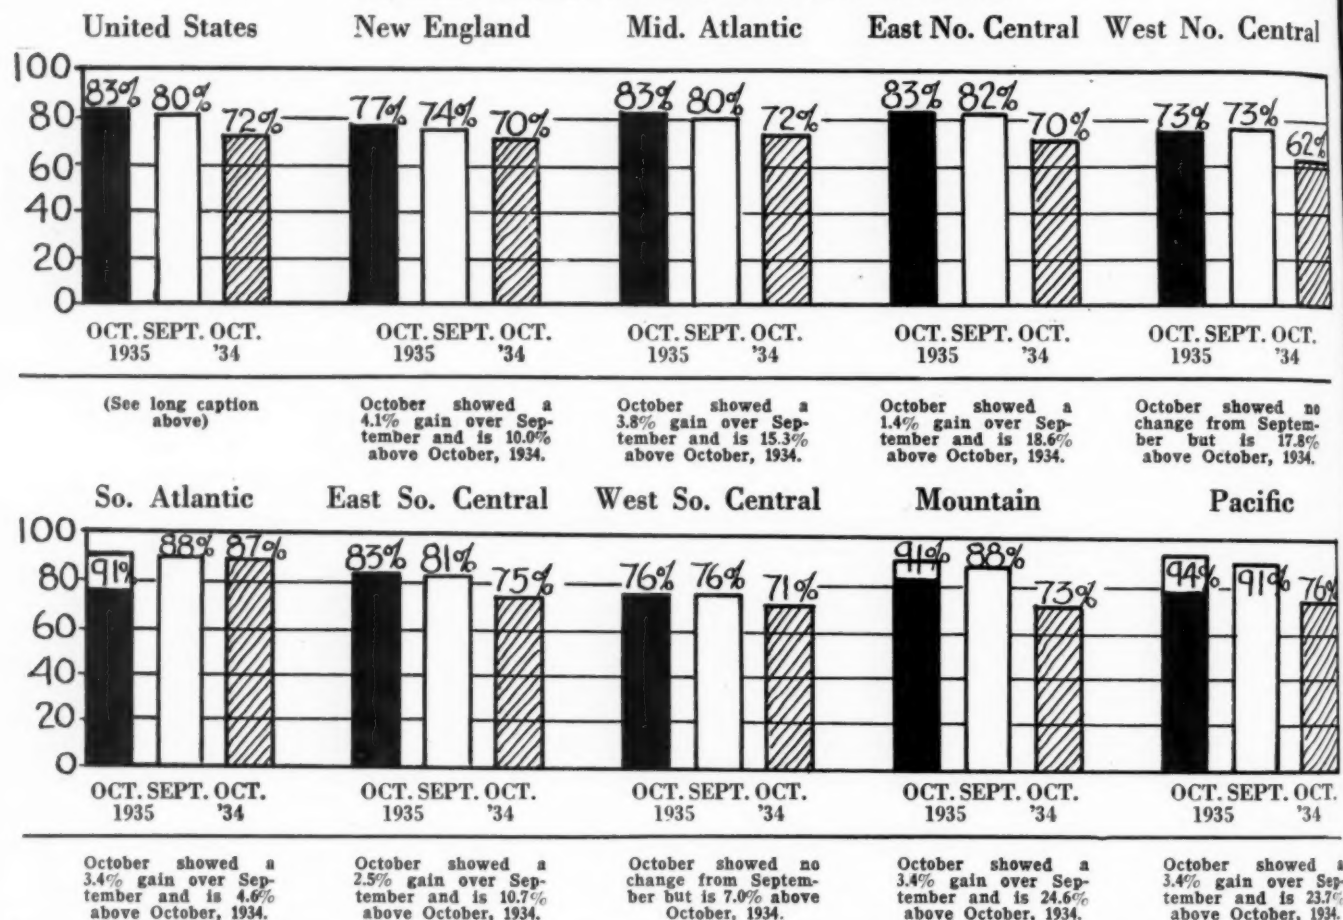 United States New England Mid. Atlantic East No. Central West No. Central
100
80
60
40
20
0
83% 80% 72%
77% 74% 70%
83% 80% 72%
83% 82% 70%
73% 73% 62%
OCT. SEPT. OCT.
1935 '34
OCT. SEPT. OCT.
1935 '34
OCT. SEPT. OCT.
1935 '34
OCT. SEPT. OCT.
1935 '34
OCT. SEPT. OCT.
1935 '34
(See long caption
above)
October showed a
4.1% gain over Sep-
tember and is 10.0%
above October, 1934.
October showed a
3.8% gain over Sep-
tember and is 15.3%
above October, 1934.
October showed a
1.4% gain over Sep-
tember and is 18.6%
above October, 1934.
October showed no
change from Septem-
ber but is 17.8%
above October, 1934.
So. Atlantic East So. Central West So. Central Mountain Pacific
100
80
60
40
20
0
91% 88% 87%
83% 81% 75%
76% 76% 71%
91% 88% 73%
94% 91% 76%
OCT. SEPT. OCT.
1935 '34
OCT. SEPT. OCT.
1935 '34
OCT. SEPT. OCT.
1935 '34
OCT. SEPT. OCT.
1935 '34
OCT. SEPT. OCT.
1935 '34
October showed a
3.4% gain over Sep-
tember and is 4.6%
above October, 1934.
October showed a
2.5% gain over Sep-
tember and is 10.7%
above October, 1934.
October showed no
change from Septem-
ber but is 7.0% above
October, 1934.
October showed a
3.4% gain over Sep-
tember and is 24.6%
above October, 1934.
October showed a
3.4% gain over Sep-
tember and is 23.7%
above October, 1934